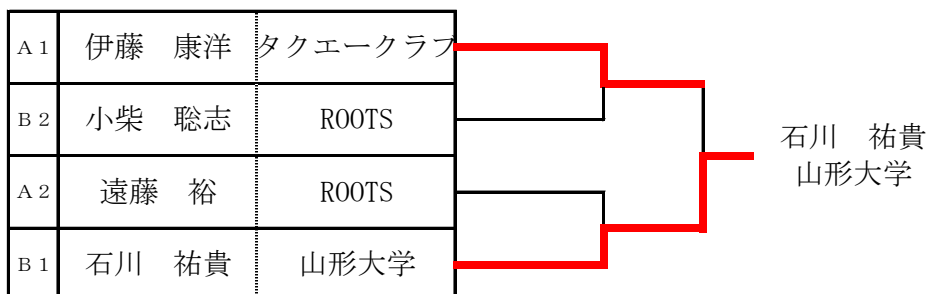 A1 伊藤　康洋 タクエークラブ
B2 小柴　聡志 ROOTS
A2 遠藤　裕 ROOTS
B1 石川　祐貴 山形大学
石川　祐貴
山形大学